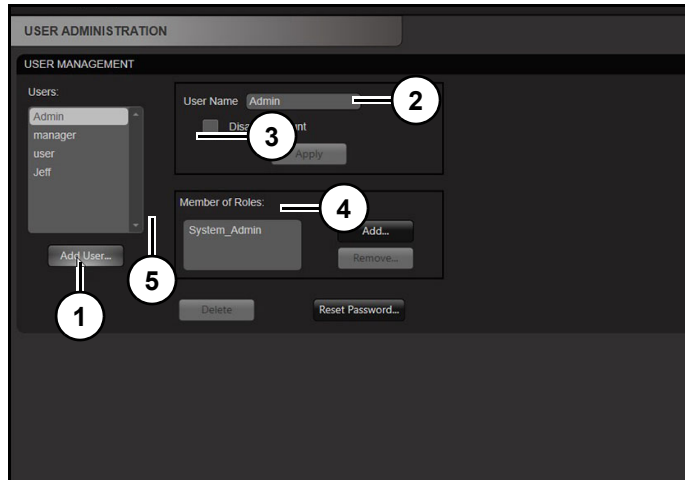 USER ADMINISTRATION
USER MANAGEMENT
Users:
Admin
manager
user
Jeff
Add User...
1
5
User Name Admin
2
3
Apply
Member of Roles:
4
System_Admin
Add...
Remove...
Delete
Reset Password...